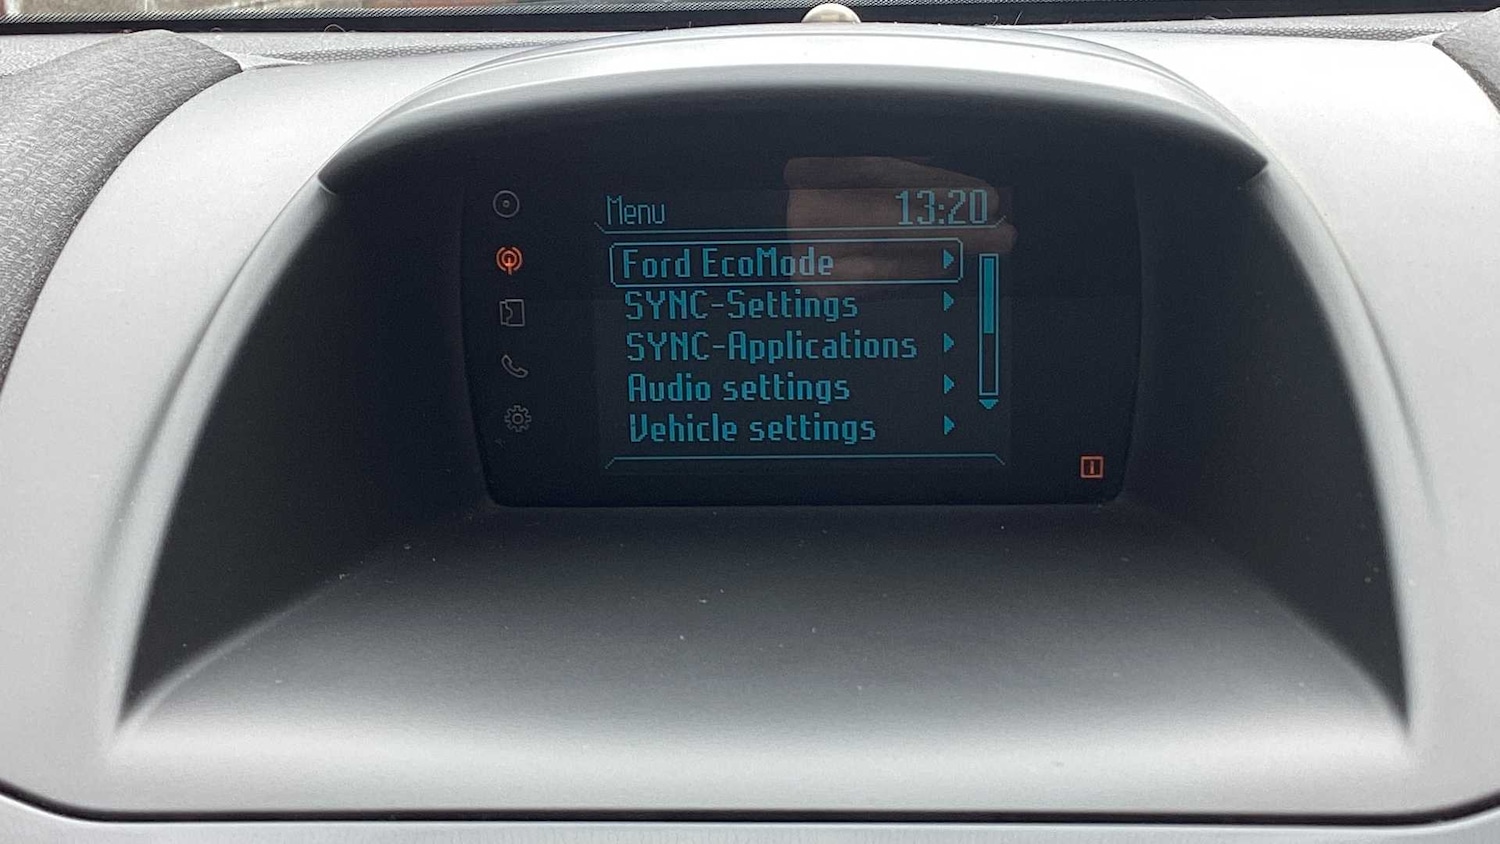 Menu 13:20
Ford EcoMode
SYNC-Settings
SYNC-Applications
Audio settings
Vehicle settings